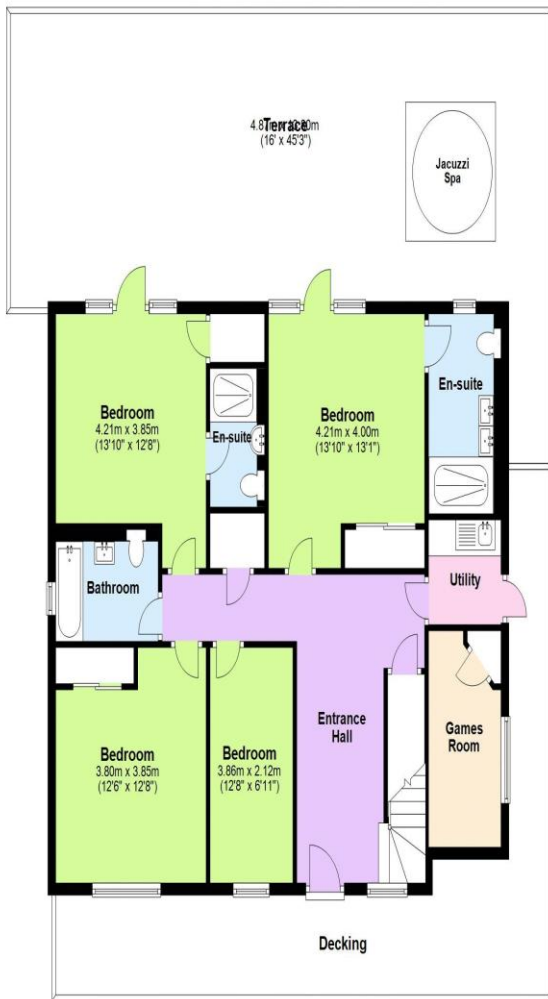 Terrace
(16' x 45'3")
Jacuzzi
Spa
Bedroom
4.21m x 3.85m
(13'10" x 12'8")
En-suite
Bedroom
4.21m x 4.00m
(13'10" x 13'1")
En-suite
Bathroom
Utility
Bedroom
3.80m x 3.85m
(12'6" x 12'8")
Bedroom
3.86m x 2.12m
(12'8" x 6'11")
Entrance
Hall
Games
Room
Decking